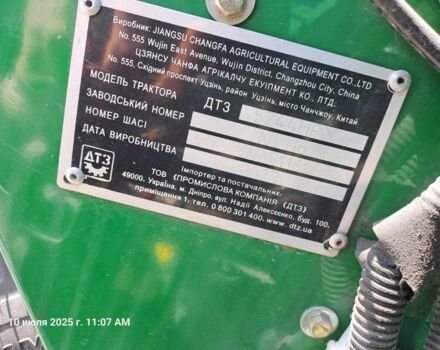 Виробник: JIANGSU CHANGFA AGRICULTURAL EQUIPMENT CO., LTD
No. 555 Wujin East Avenue, Wujin District, Changzhou City, China
ЦЗЯНСУ ЧАНФА АГРІКАЛЧУ ЕКУІПМЕНТ КО., ЛТД.
No. 555, Східний проспект Уцзінь, район Уцзінь, місто Чанчжоу, Китай
МОДЕЛЬ ТРАКТОРА ДТЗ
ЗАВОДСЬКИЙ НОМЕР
НОМЕР ШАСІ
ДАТА ВИРОБНИЦТВА
ДТЗ
Імпортер та постачальник:
ТОВ (ПРОМИСЛОВА КОМПАНІЯ (ДТЗ)
49000, Україна, м. Дніпро, вул. Надії Алексєєнко, буд. 100,
приміщення 1; тел. 0 800 301 400. www.dtz.ua
10 июля 2025 г. 11:07 AM